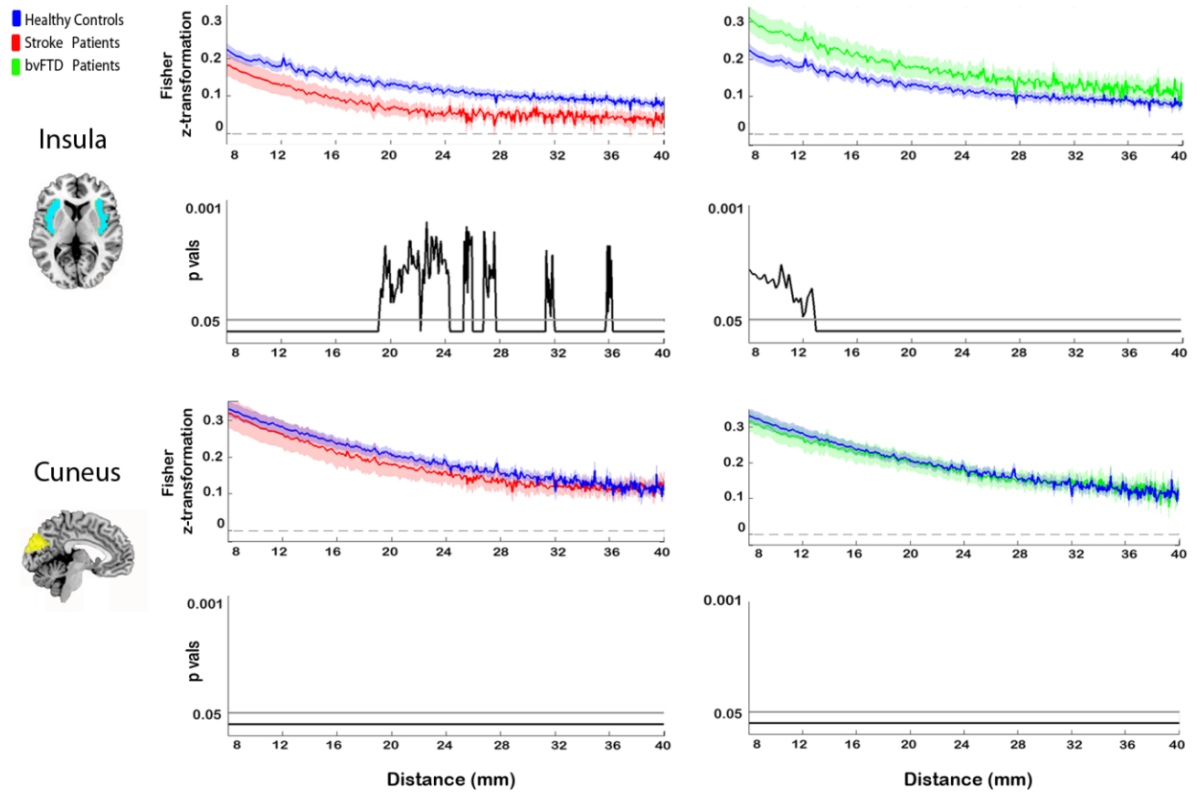 Healthy Controls
Stroke Patients
bvFTD Patients
Insula
Fisher
z-transformation
0.3
0.2
0.1
0
8 12 16 20 24 28 32 36 40
0.3
0.2
0.1
0
8 12 16 20 24 28 32 36 40
p vals
0.001
0.05
8 12 16 20 24 28 32 36 40
0.001
0.05
8 12 16 20 24 28 32 36 40
Cuneus
Fisher
z-transformation
0.3
0.2
0.1
0
8 12 16 20 24 28 32 36 40
0.3
0.2
0.1
0
8 12 16 20 24 28 32 36 40
p vals
0.001
0.05
8 12 16 20 24 28 32 36 40
0.001
0.05
8 12 16 20 24 28 32 36 40
Distance (mm)
Distance (mm)